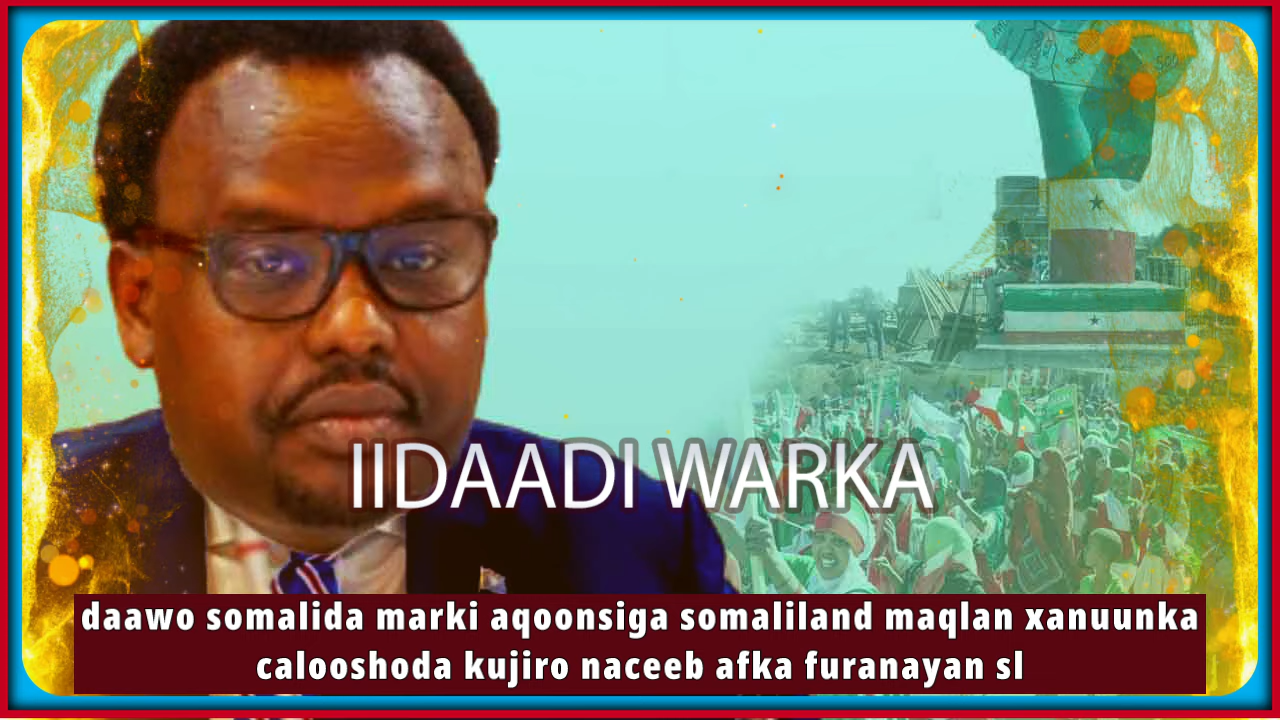 IIDAADI WARKA
daawo somalida marki aqoonsiga somaliland maqlan xanuunka
calooshoda kujiro naceeb afka furanayan sl